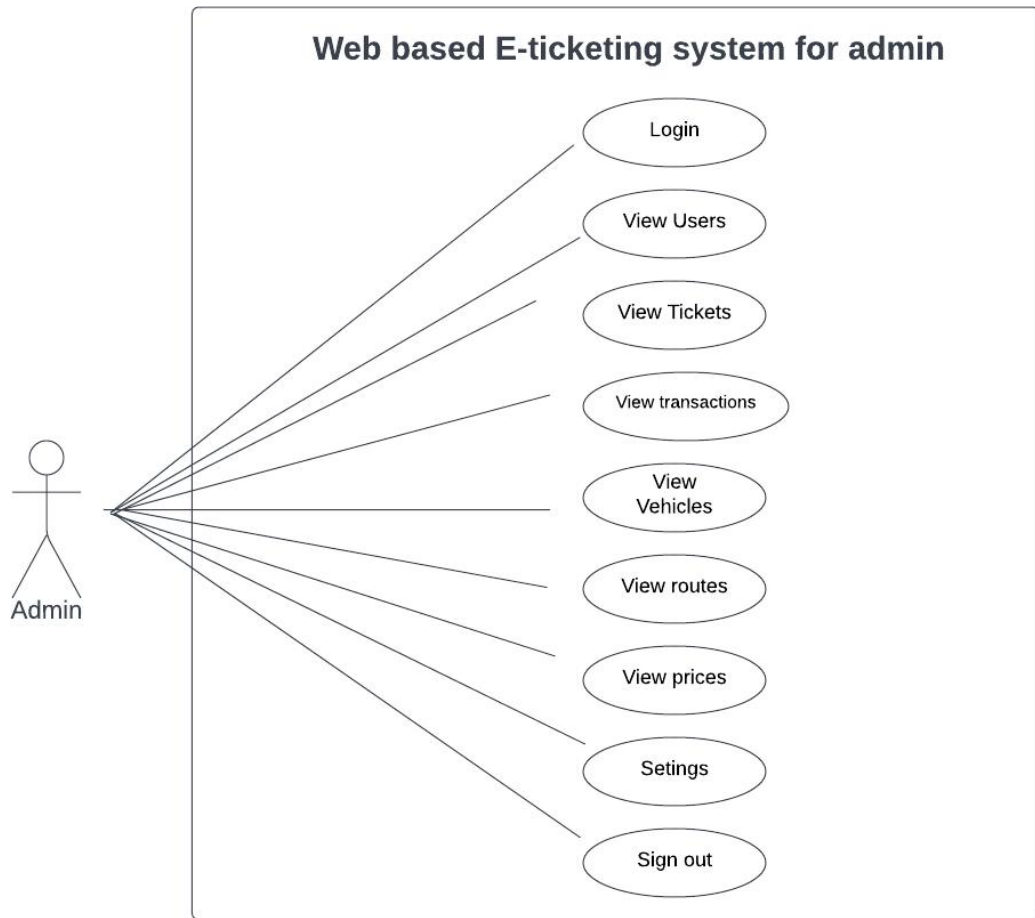 Web based E-ticketing system for admin
Login
View Users
View Tickets
View transactions
View
Vehicles
View routes
View prices
Setings
Sign out
Admin